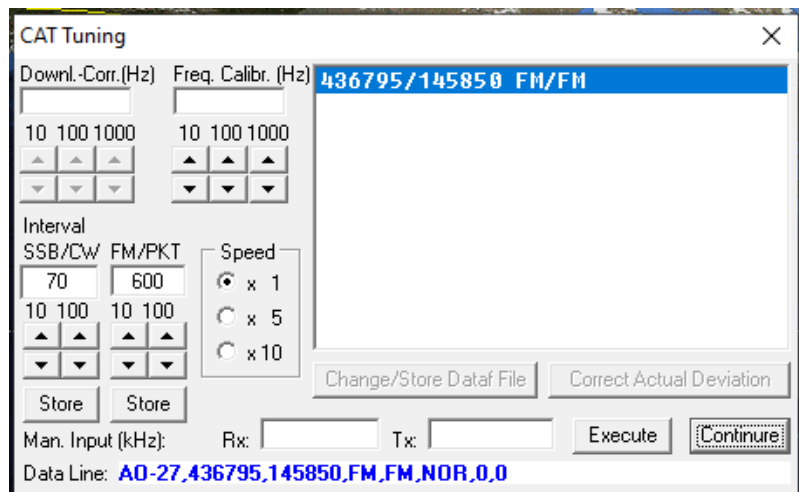 CAT Tuning
Downl.-Corr.(Hz) Freq. Calibr. (Hz)
436795/145850 FM/FM
10 100 1000 10 100 1000
Interval
SSB/CW FM/PKT Speed
70 600 x 1
10 100 10 100 x 5
x 10
Change/Store Dataf File Correct Actual Deviation
Store Store
Man. Input (kHz): Rx: Tx: Execute Continure
Data Line: AO-27,436795,145850,FM,FM,NOR,0,0